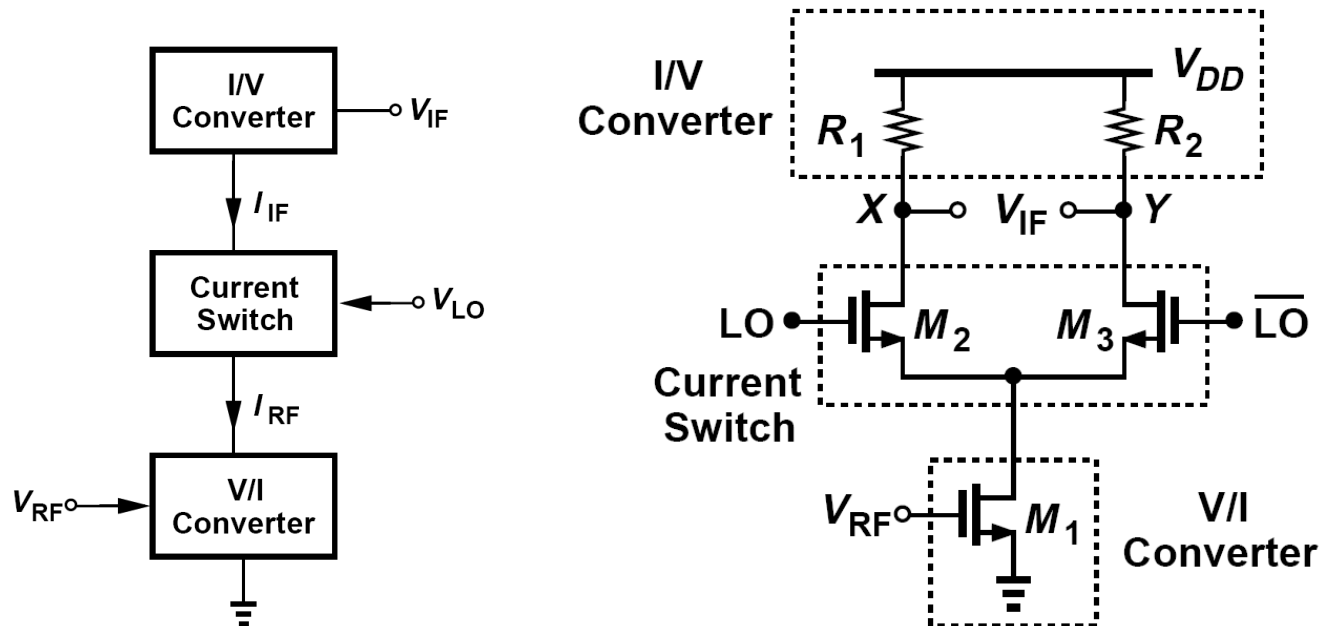 I/V
Converter
V_IF
I_IF
Current
Switch
V_LO
I_RF
V_RF
V/I
Converter
I/V
Converter
V_DD
R_1
R_2
X
V_IF
Y
LO
M_2
M_3
L̅O̅
Current
Switch
V_RF
M_1
V/I
Converter